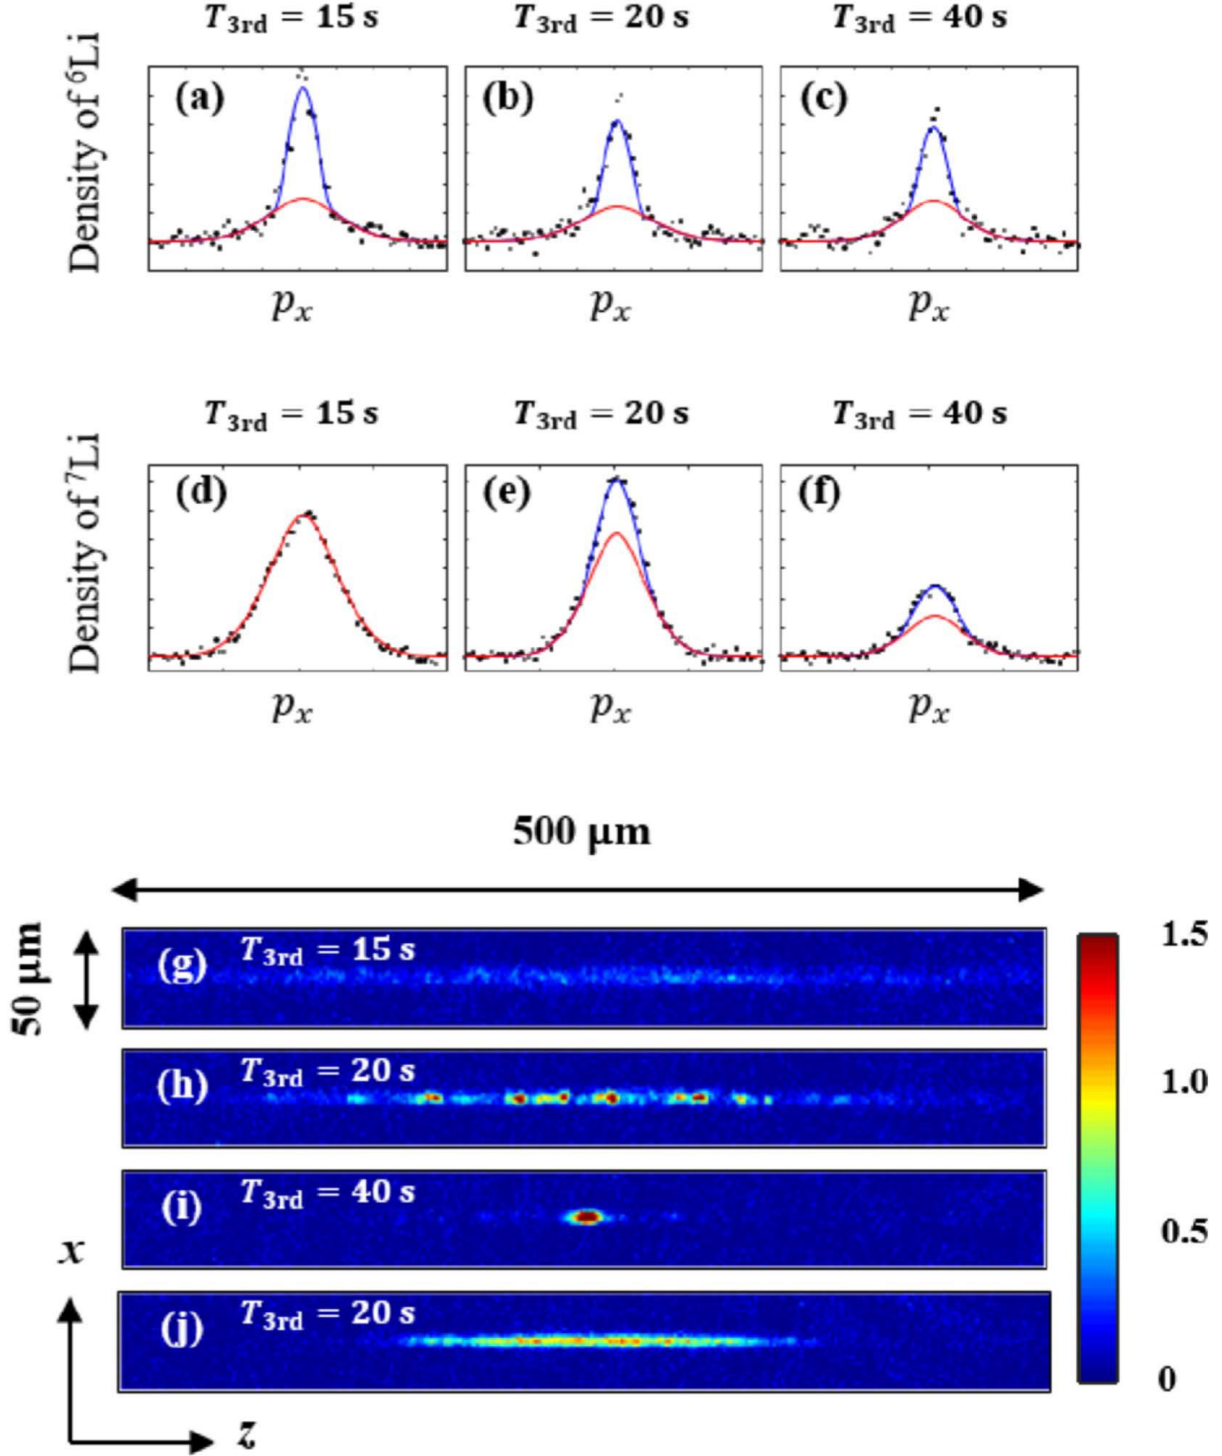 T3rd = 15 s
T3rd = 20 s
T3rd = 40 s
Density of ⁶Li
(a)
(b)
(c)
px
px
px
T3rd = 15 s
T3rd = 20 s
T3rd = 40 s
Density of ⁷Li
(d)
(e)
(f)
px
px
px
500 μm
50 μm
(g) T3rd = 15 s
(h) T3rd = 20 s
(i) T3rd = 40 s
(j) T3rd = 20 s
1.5
1.0
0.5
0
x
z